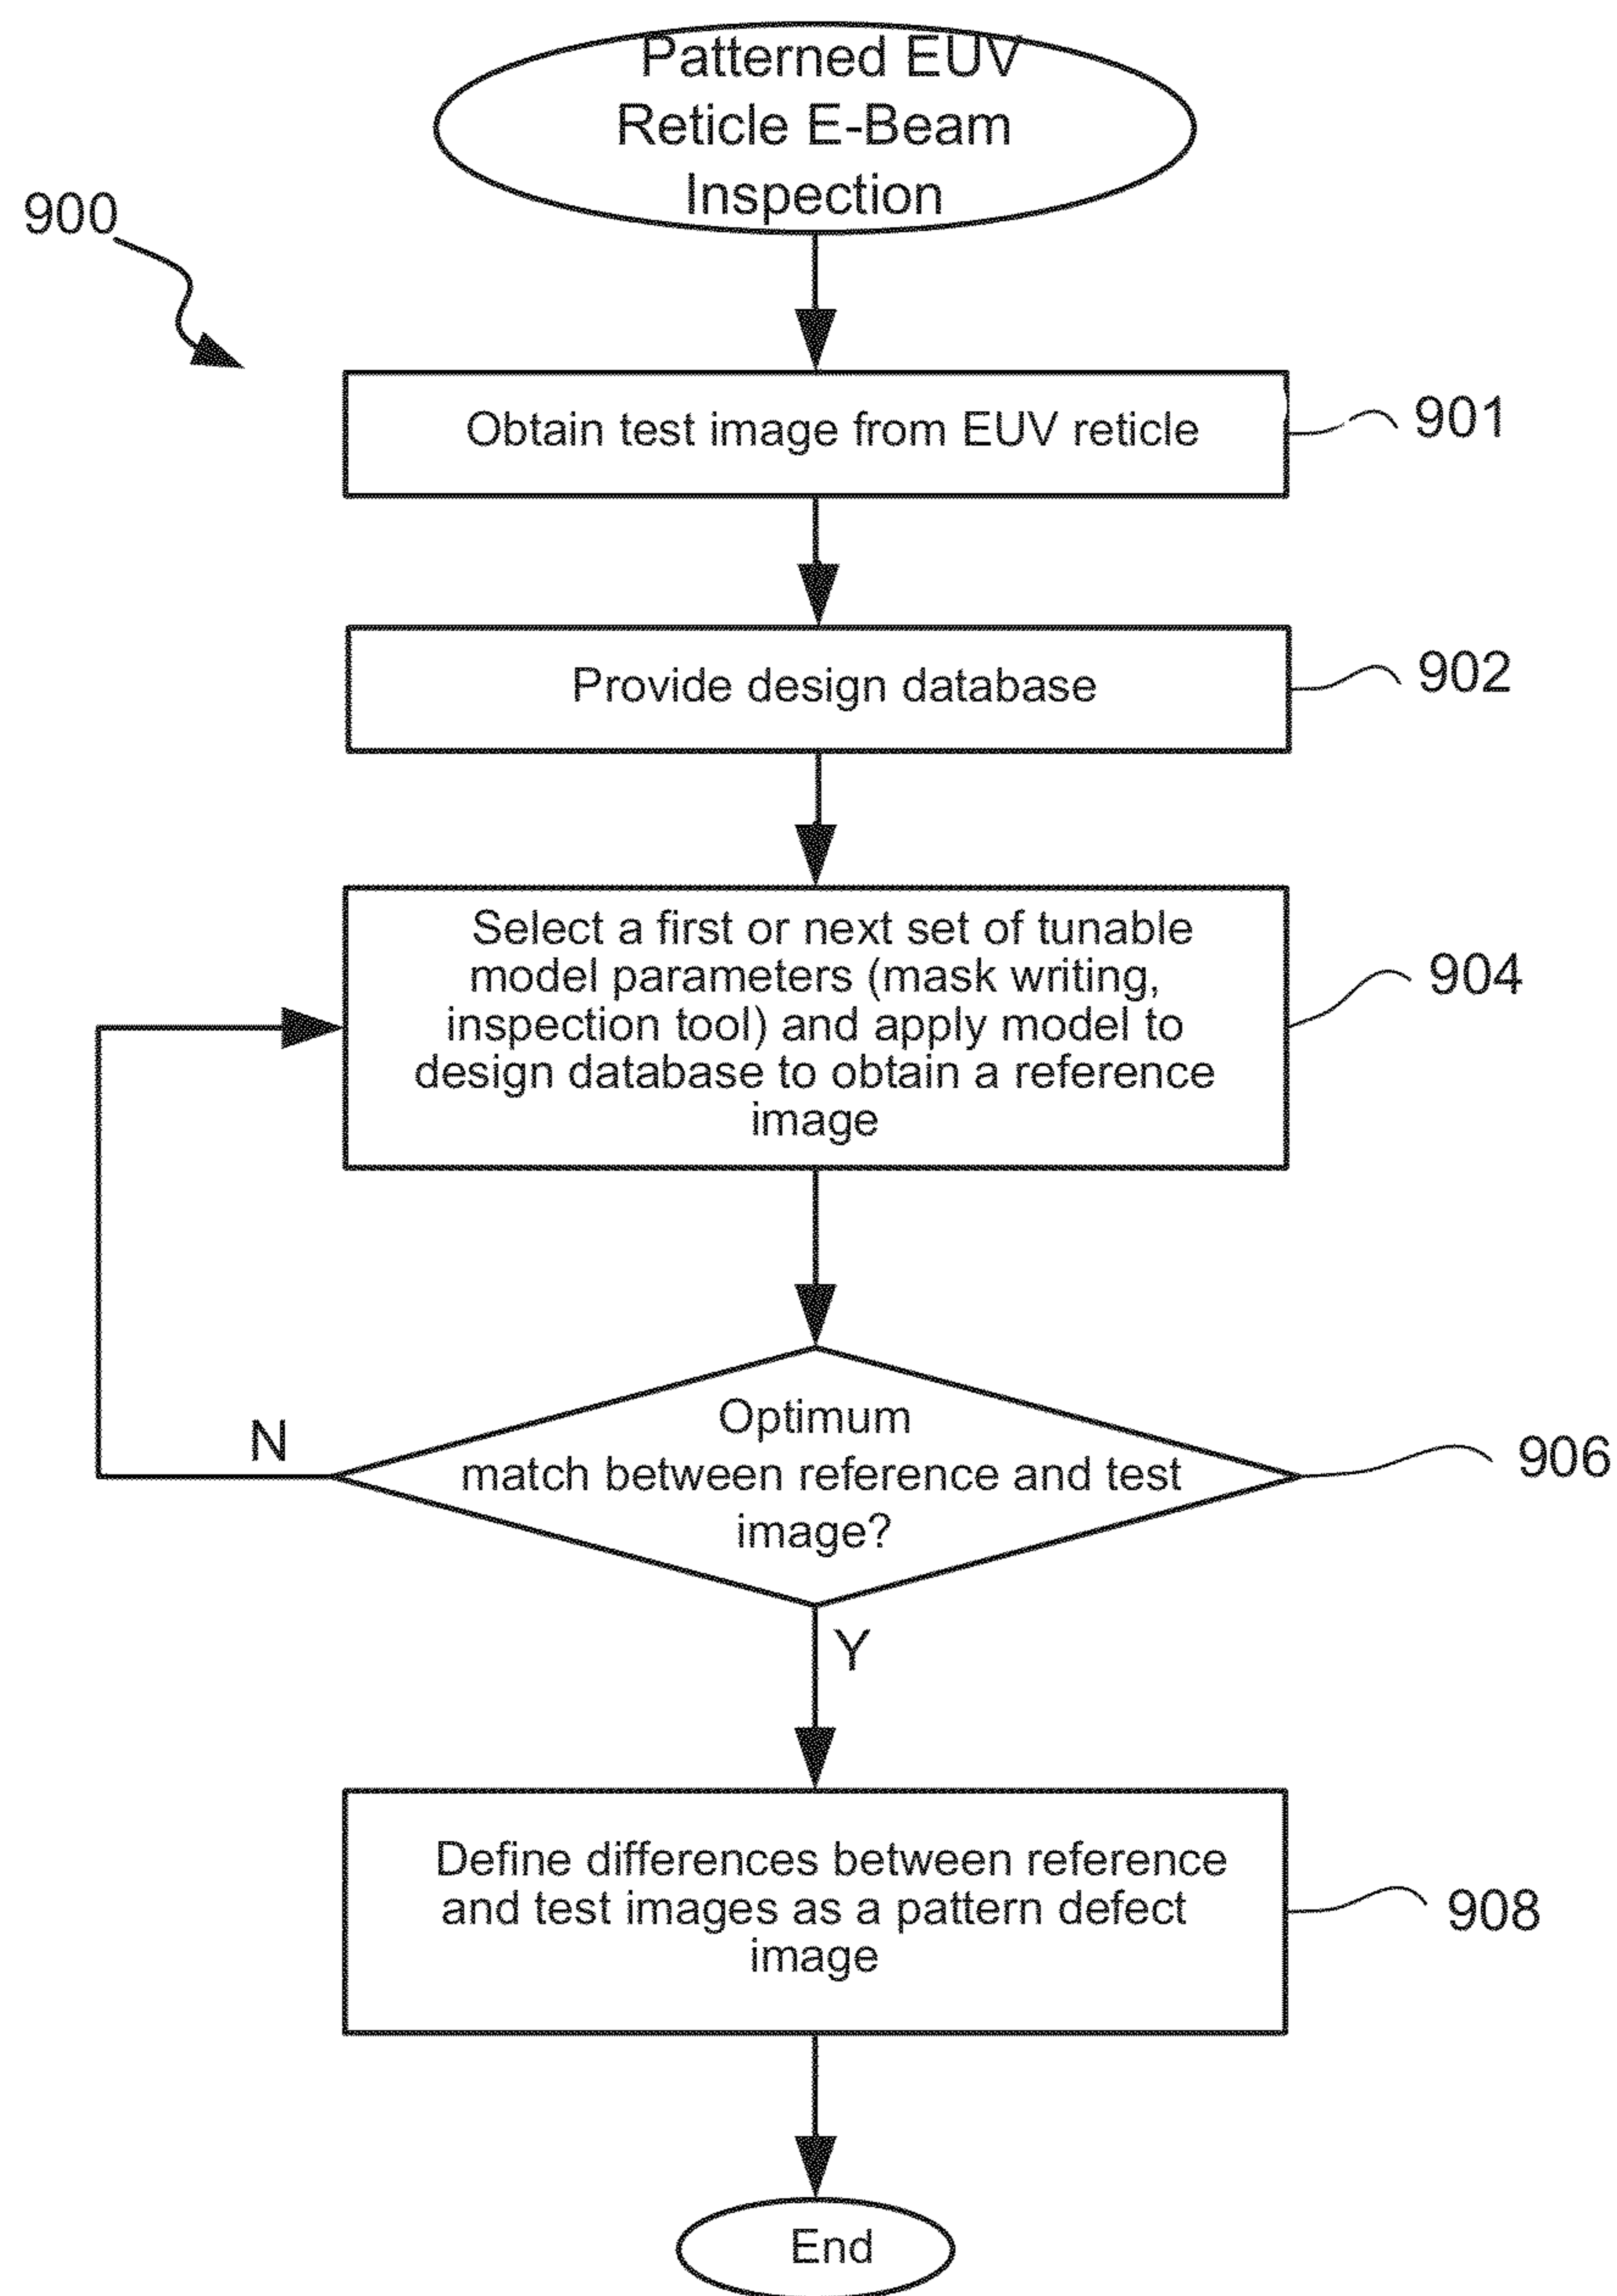 Patterned EUV
Reticle E-Beam
Inspection
900
Obtain test image from EUV reticle
901
Provide design database
902
Select a first or next set of tunable
model parameters (mask writing,
inspection tool) and apply model to
design database to obtain a reference
image
904
Optimum
match between reference and test
image?
906
N
Y
Define differences between reference
and test images as a pattern defect
image
908
End